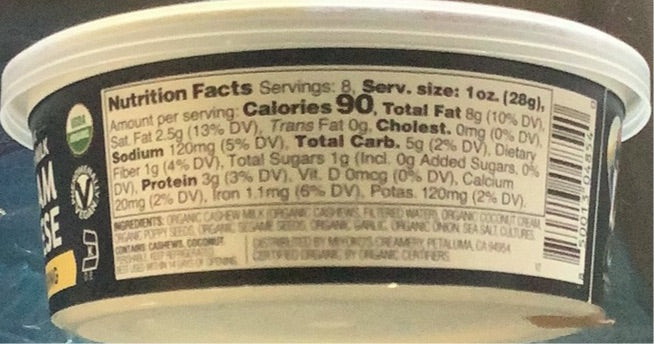 Nutrition Facts Servings: 8, Serv. size: 1 oz. (28g),
Amount per serving: Calories 90, Total Fat 8g (10% DV),
Sat. Fat 2.5g (13% DV), Trans Fat 0g, Cholest. 0mg (0% DV),
Sodium 120mg (5% DV), Total Carb. 5g (2% DV), Dietary
Fiber 1g (4% DV), Total Sugars 1g (Incl. 0g Added Sugars, 0%
DV), Protein 3g (3% DV), Vit. D 0mcg (0% DV), Calcium
20mg (2% DV), Iron 1.1mg (6% DV), Potas. 120mg (2% DV).
INGREDIENTS: ORGANIC CASHEW MILK (ORGANIC CASHEWS, FILTERED WATER), ORGANIC COCONUT CREAM,
ORGANIC POPPY SEEDS, ORGANIC SESAME SEEDS, ORGANIC GARLIC, ORGANIC ONION, SEA SALT, CULTURES.
CONTAINS: CASHEWS, COCONUT.
DISTRIBUTED BY MIYOKO'S CREAMERY, PETALUMA, CA 94954
CERTIFIED ORGANIC BY ORGANIC CERTIFIERS
USDA
ORGANIC